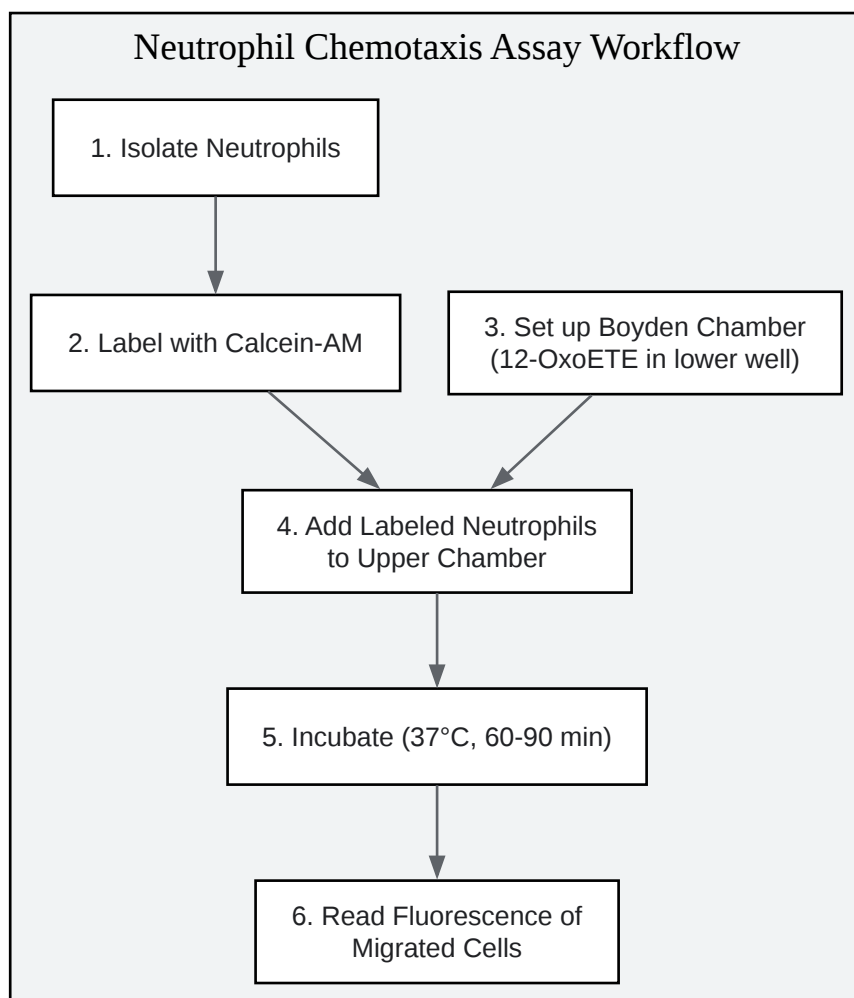 Neutrophil Chemotaxis Assay Workflow
1. Isolate Neutrophils
2. Label with Calcein-AM
3. Set up Boyden Chamber
(12-OxoETE in lower well)
4. Add Labeled Neutrophils
to Upper Chamber
5. Incubate (37°C, 60-90 min)
6. Read Fluorescence of
Migrated Cells